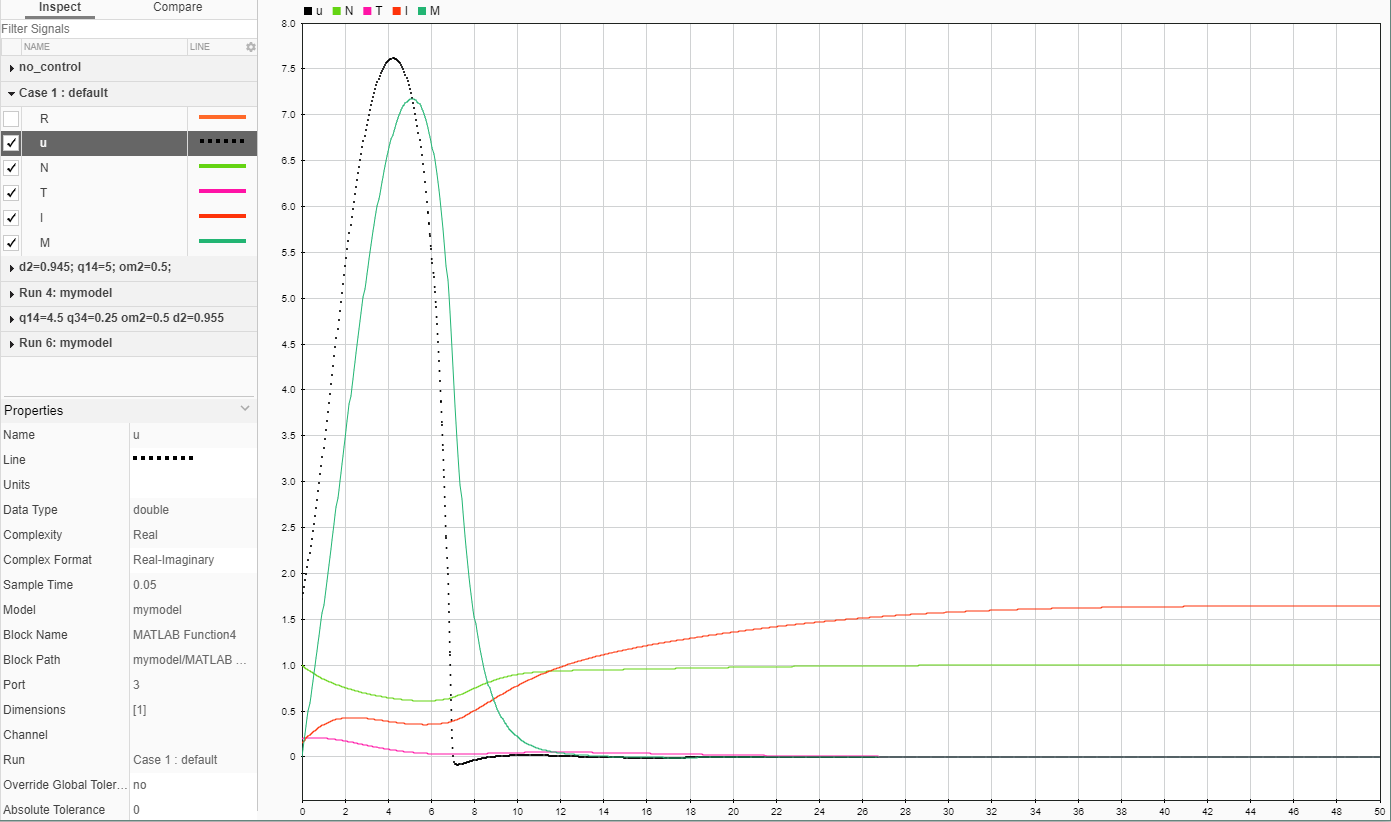 Inspect Compare
Filter Signals
NAME LINE
no_control
Case 1 : default
R
u
N
T
I
M
d2=0.945; q14=5; om2=0.5;
Run 4: mymodel
q14=4.5 q34=0.25 om2=0.5 d2=0.955
Run 6: mymodel
Properties
Name u
Line
Units
Data Type double
Complexity Real
Complex Format Real-Imaginary
Sample Time 0.05
Model mymodel
Block Name MATLAB Function4
Block Path mymodel/MATLAB ...
Port 3
Dimensions [1]
Channel
Run Case 1 : default
Override Global Toler... no
Absolute Tolerance 0
u N T I M
8.0
7.5
7.0
6.5
6.0
5.5
5.0
4.5
4.0
3.5
3.0
2.5
2.0
1.5
1.0
0.5
0
0 2 4 6 8 10 12 14 16 18 20 22 24 26 28 30 32 34 36 38 40 42 44 46 48 50